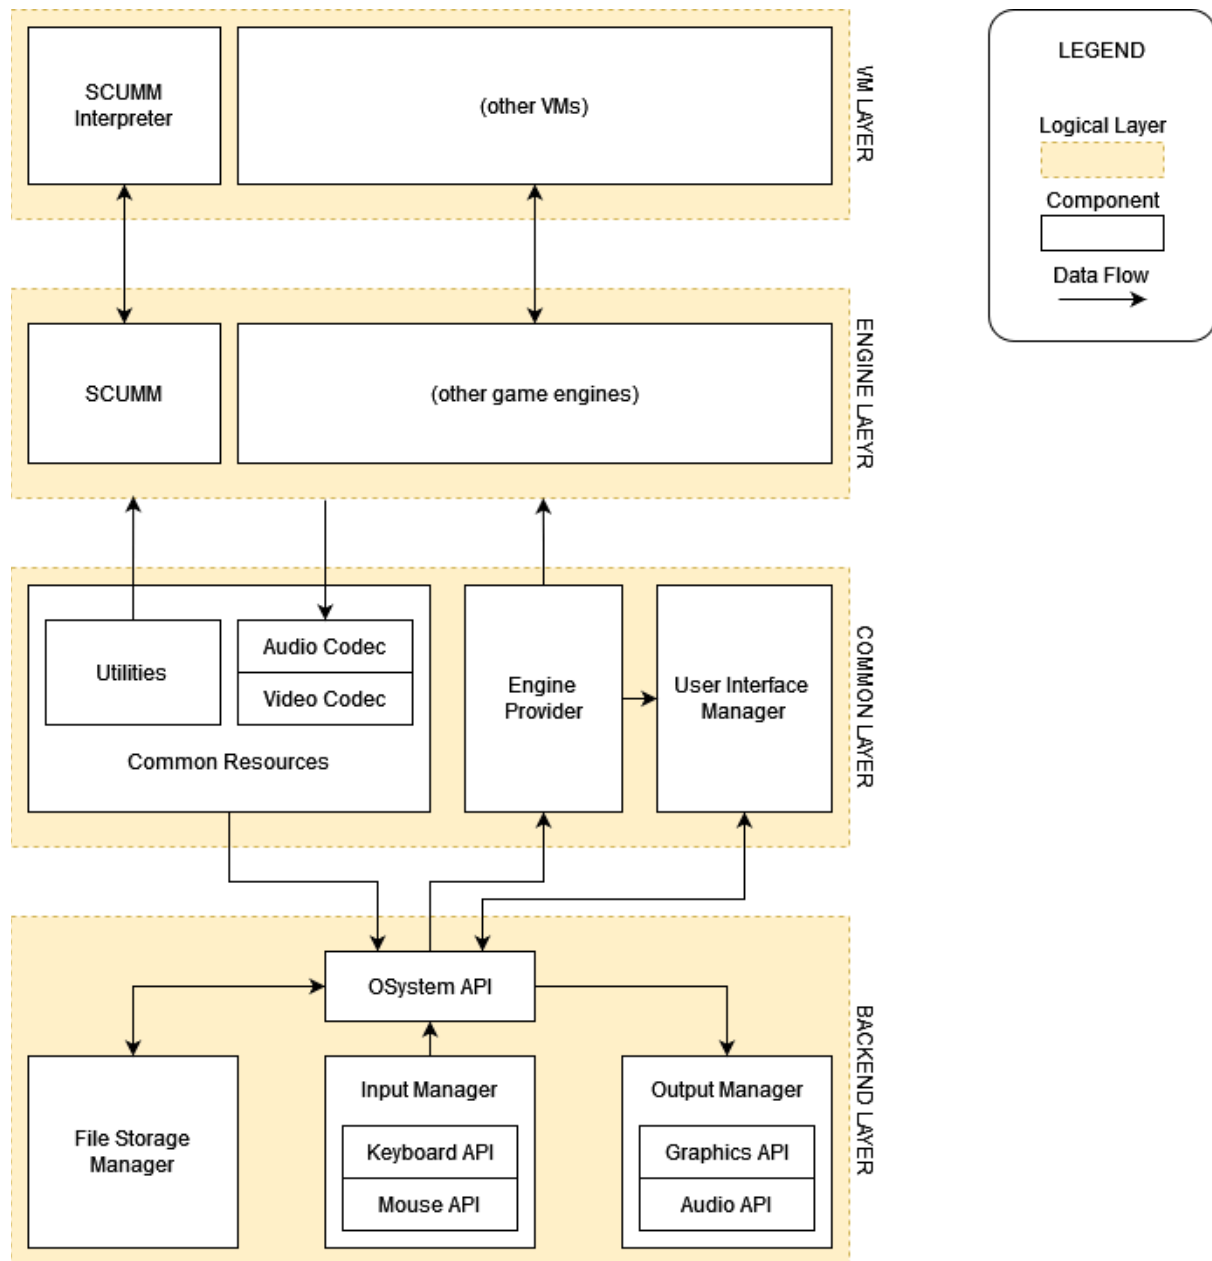 SCUMM
Interpreter
(other VMs)
VM LAYER
LEGEND
Logical Layer
Component
Data Flow
SCUMM
(other game engines)
ENGINE LAEYR
Utilities
Audio Codec
Video Codec
Common Resources
Engine
Provider
User Interface
Manager
COMMON LAYER
OSystem API
File Storage
Manager
Input Manager
Keyboard API
Mouse API
Output Manager
Graphics API
Audio API
BACKEND LAYER